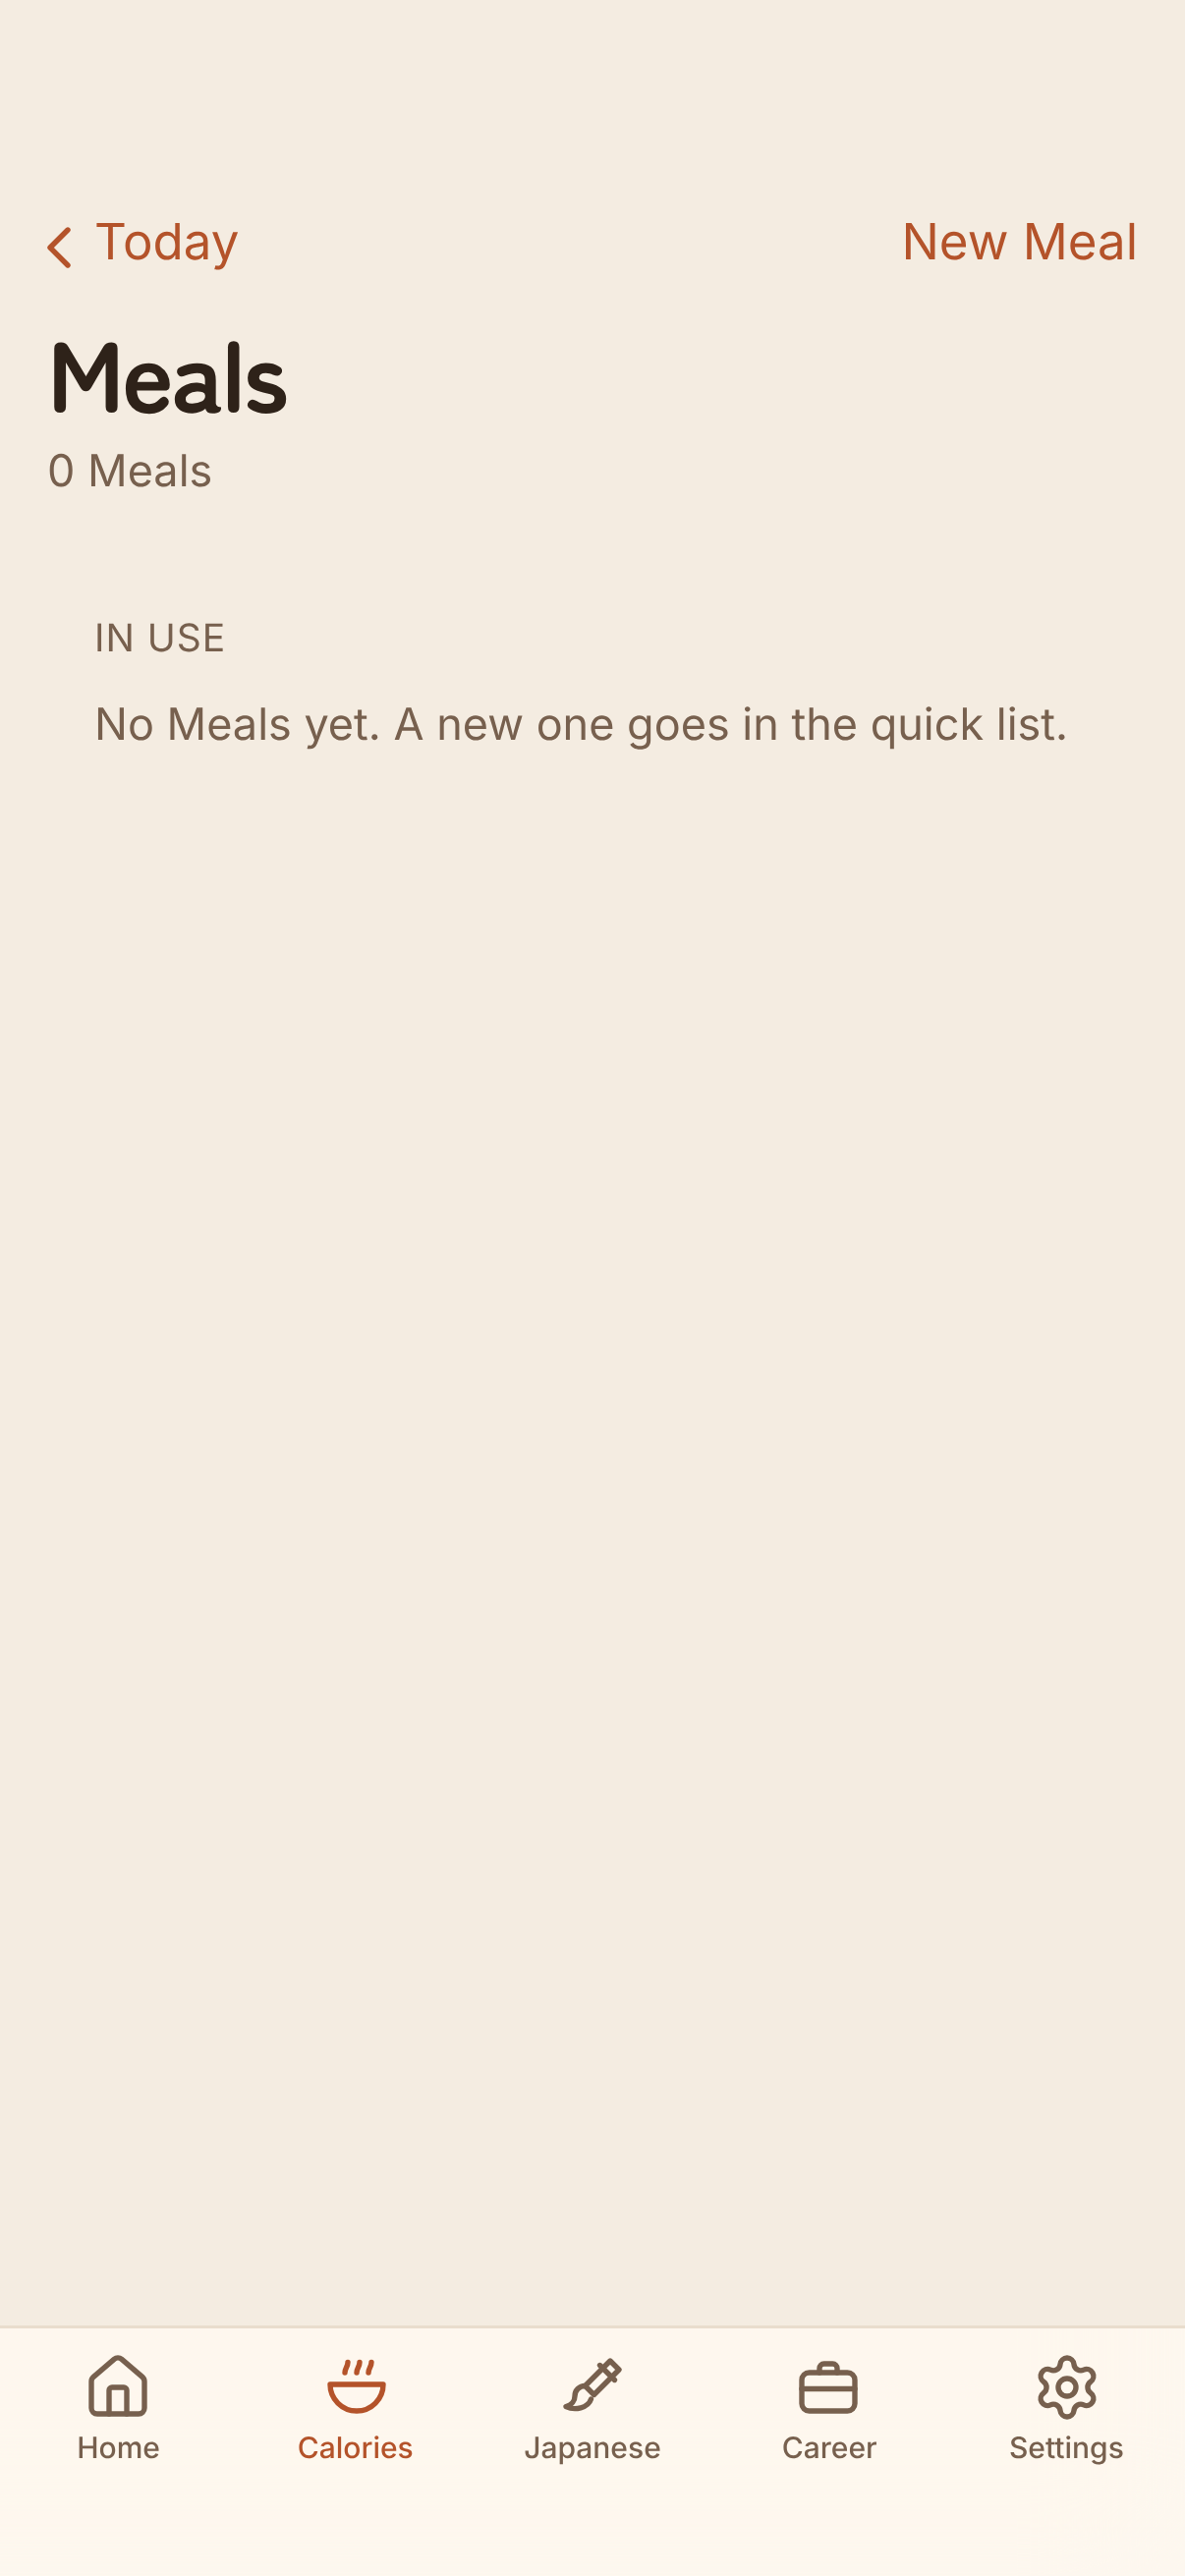 Today
New Meal
Meals
0 Meals
IN USE
No Meals yet. A new one goes in the quick list.
Home
Calories
Japanese
Career
Settings